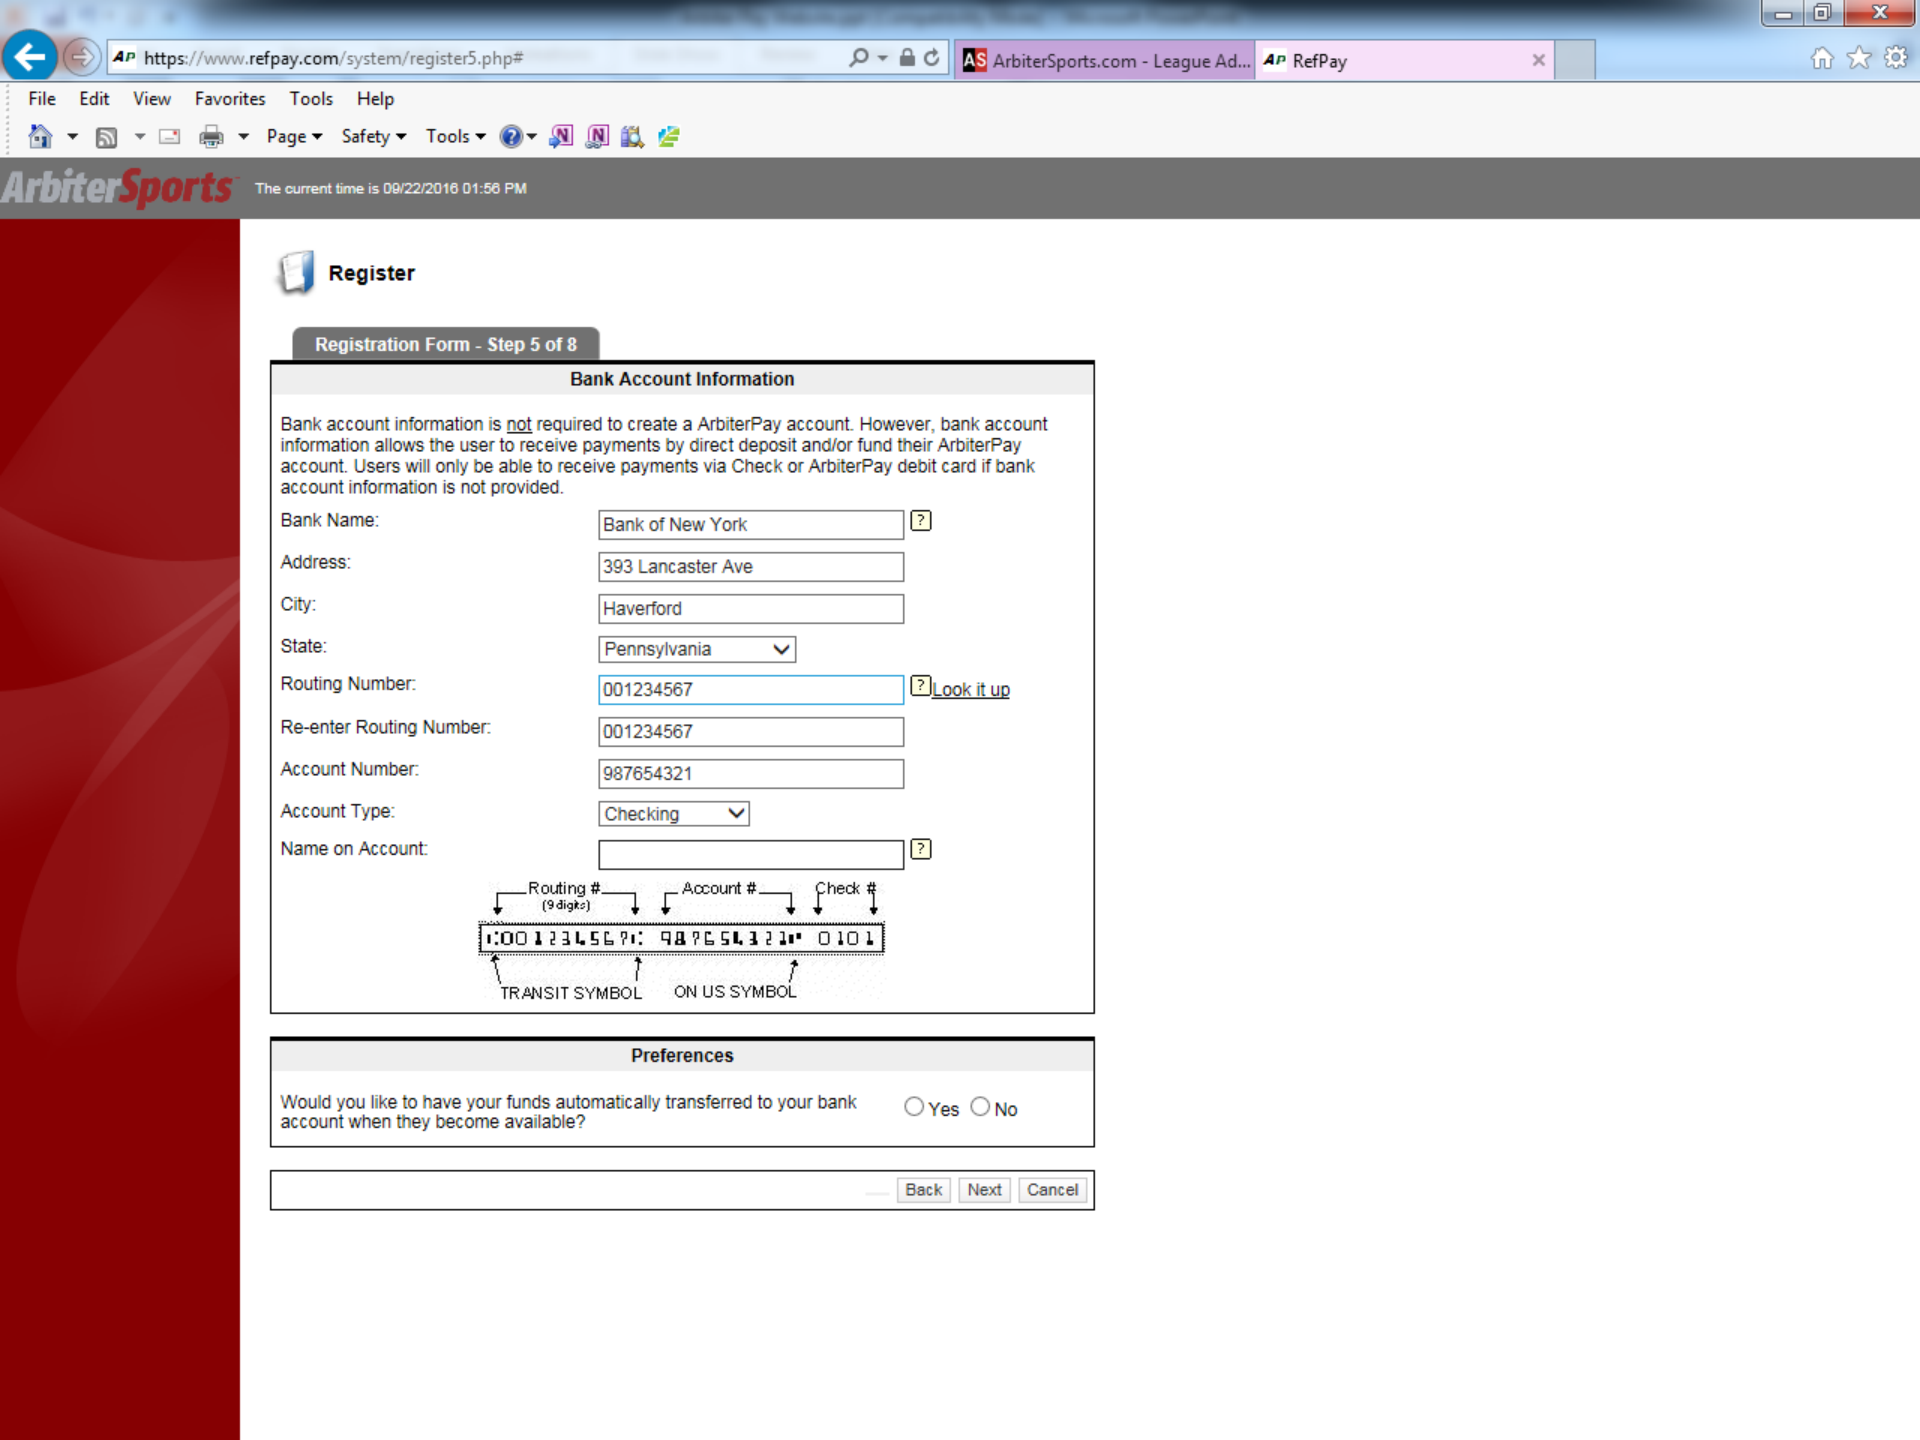 https://www.refpay.com/system/register5.php#
AS ArbiterSports.com - League Ad...
AP RefPay
File Edit View Favorites Tools Help
Page Safety Tools
ArbiterSports
The current time is 09/22/2016 01:56 PM
Register
Registration Form - Step 5 of 8
Bank Account Information
Bank account information is not required to create a ArbiterPay account. However, bank account
information allows the user to receive payments by direct deposit and/or fund their ArbiterPay
account. Users will only be able to receive payments via Check or ArbiterPay debit card if bank
account information is not provided.
Bank Name: Bank of New York ?
Address: 393 Lancaster Ave
City: Haverford
State: Pennsylvania
Routing Number: 001234567 ? Look it up
Re-enter Routing Number: 001234567
Account Number: 987654321
Account Type: Checking
Name on Account: ?
Routing # Account # Check #
(9 digits)
001234567 987654321 0101
TRANSIT SYMBOL ON US SYMBOL
Preferences
Would you like to have your funds automatically transferred to your bank
account when they become available?
Yes No
Back Next Cancel